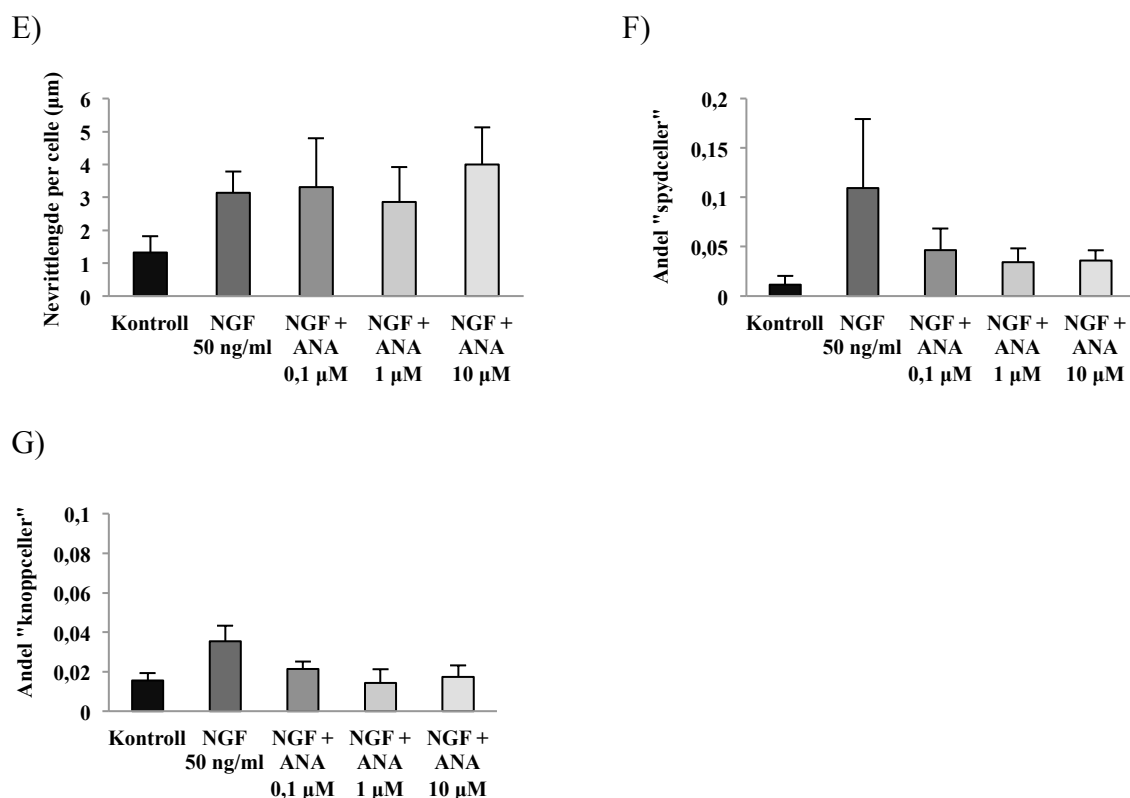 E)
Nevrittlengde per celle (µm)
6
5
4
3
2
1
0
Kontroll NGF NGF + NGF + NGF +
50 ng/ml ANA ANA ANA
0,1 µM 1 µM 10 µM
F)
Andel "spydceller"
0,2
0,15
0,1
0,05
0
Kontroll NGF NGF + NGF + NGF +
50 ng/ml ANA ANA ANA
0,1 µM 1 µM 10 µM
G)
Andel "knoppceller"
0,1
0,08
0,06
0,04
0,02
0
Kontroll NGF NGF + NGF + NGF +
50 ng/ml ANA ANA ANA
0,1 µM 1 µM 10 µM